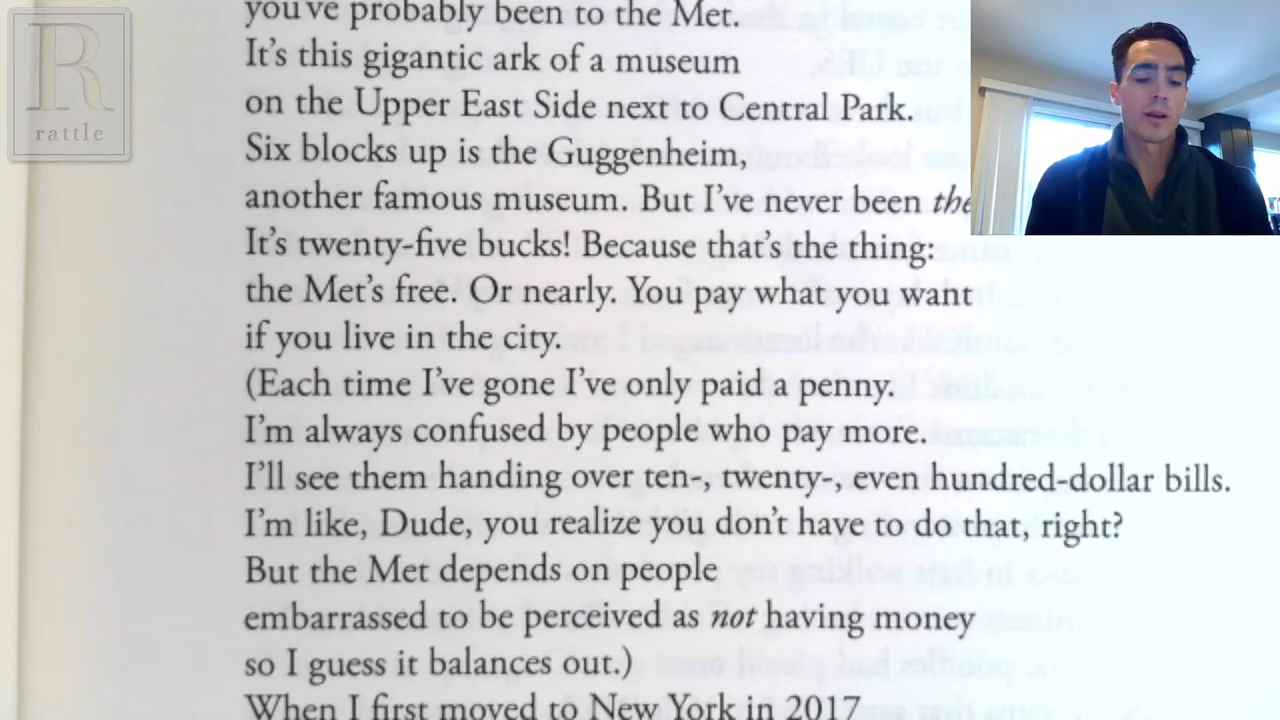 R
rattle
you've probably been to the Met.
It's this gigantic ark of a museum
on the Upper East Side next to Central Park.
Six blocks up is the Guggenheim,
another famous museum. But I've never been the
It's twenty-five bucks! Because that's the thing:
the Met's free. Or nearly. You pay what you want
if you live in the city.
(Each time I've gone I've only paid a penny.
I'm always confused by people who pay more.
I'll see them handing over ten-, twenty-, even hundred-dollar bills.
I'm like, Dude, you realize you don't have to do that, right?
But the Met depends on people
embarrassed to be perceived as not having money
so I guess it balances out.)
When I first moved to New York in 2017